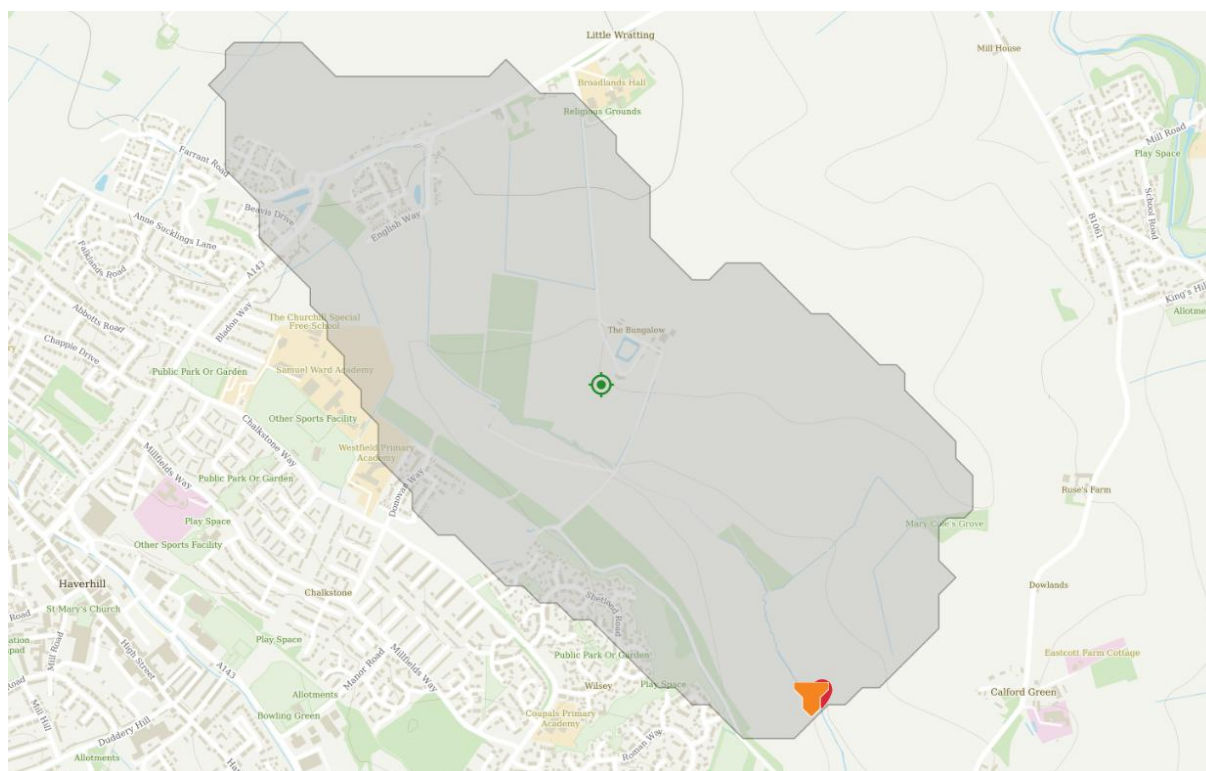 Little Wratting
Mill House
Broadlands Hall
Religious Grounds
Mill Road
Play Space
Farrant Road
School Road
Beavis Drive
Anne Sucklings Lane
English Way
B1061
Falklands Road
A143
King's Hi
Allotments
Abbotts Road
Bladon Way
The Churchill Special
Free School
The Bungalow
Chapple Drive
Samuel Ward Academy
Public Park Or Garden
Other Sports Facility
Chalkstone Way
Millfields Way
Westfield Primary
Academy
Public Park Or Garden
Donovan Way
Ruse's Farm
Play Space
Mary Cole's Grove
Other Sports Facility
Haverhill
Chalkstone
Dowlands
St Mary's Church
Shetland Road
Road
Mill Road
High Street
Play Space
Manor Road
Millfields Way
Public Park Or Garden
Eastcott Farm Cottage
A143
Wilsey
Play Space
Calford Green
Allotments
Bowling Green
Coupals Primary
Academy
Mill Hill
Duddery Hill
Roman Way
Allotments